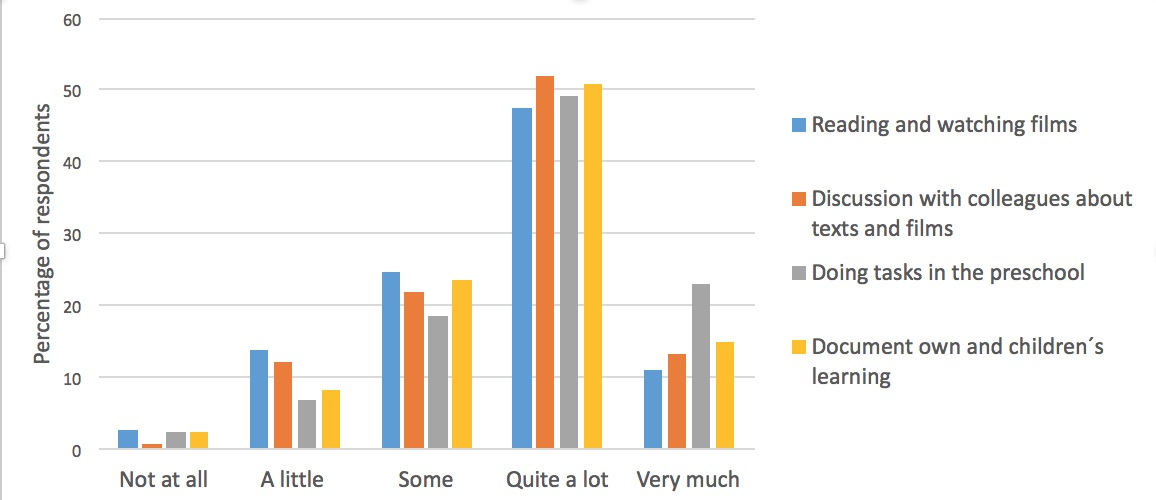 60
50
40
30
20
10
0
Percentage of respondents
Not at all
A little
Some
Quite a lot
Very much
Reading and watching films
Discussion with colleagues about
texts and films
Doing tasks in the preschool
Document own and children´s
learning